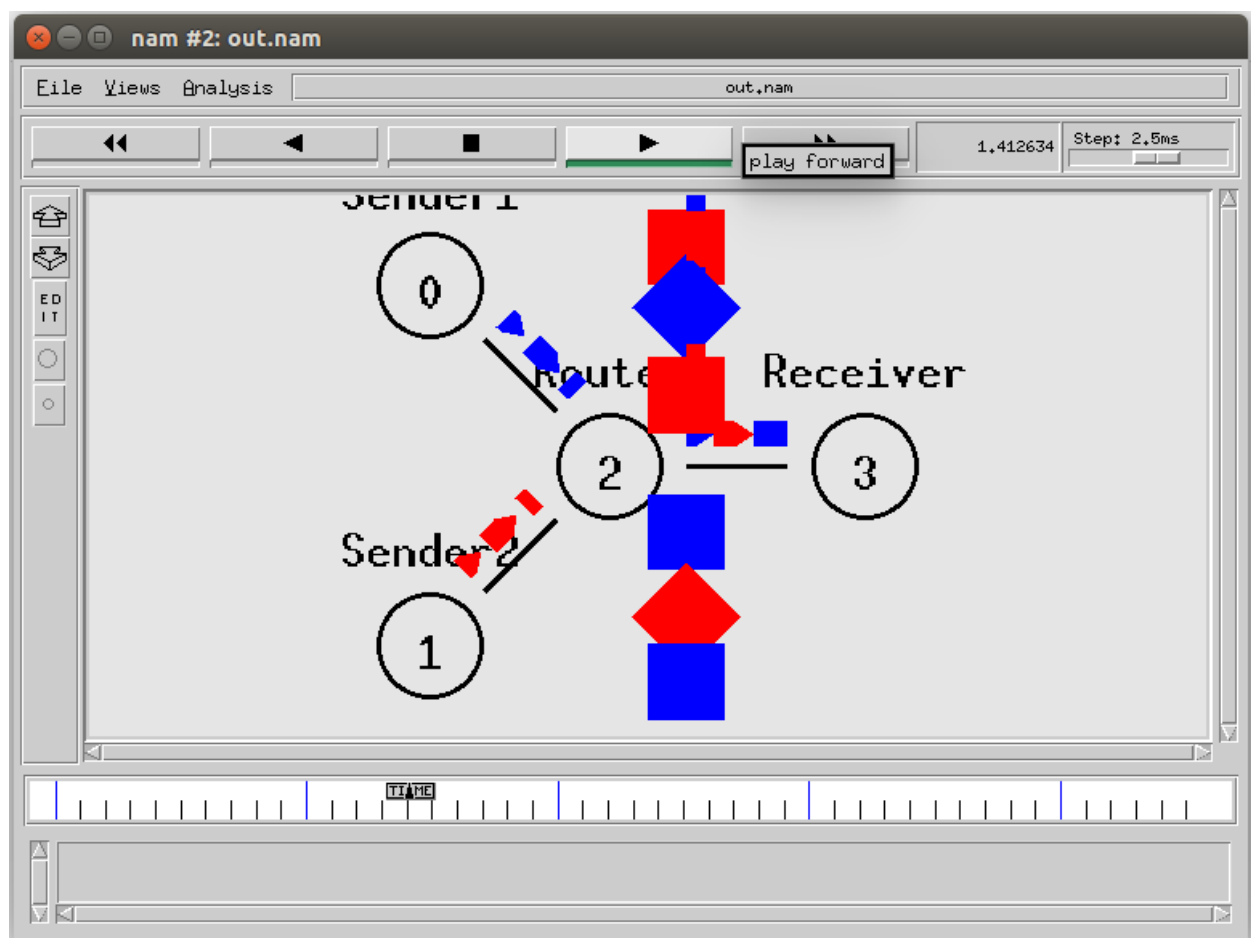 nam #2: out.nam
File Views Analysis out.nam
1.412634 Step: 2.5ms
play forward
Sender1
ED
IT
0
Route
Receiver
2
3
Sender2
1
TIME